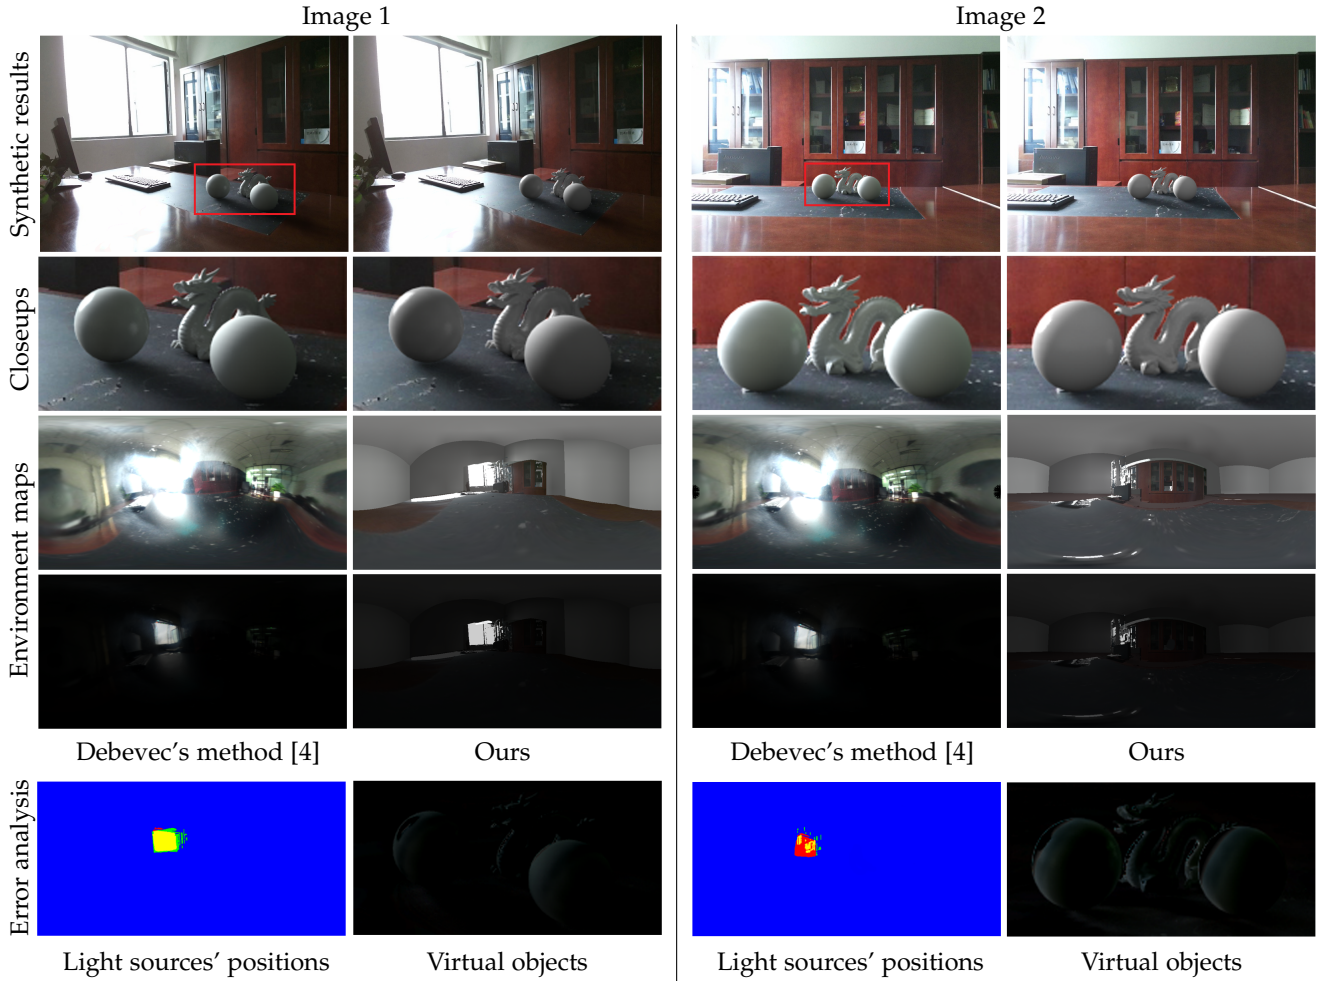 Image 1
Image 2
Synthetic results
Closeups
Environment maps
Debevec's method [4]
Ours
Debevec's method [4]
Ours
Error analysis
Light sources' positions
Virtual objects
Light sources' positions
Virtual objects